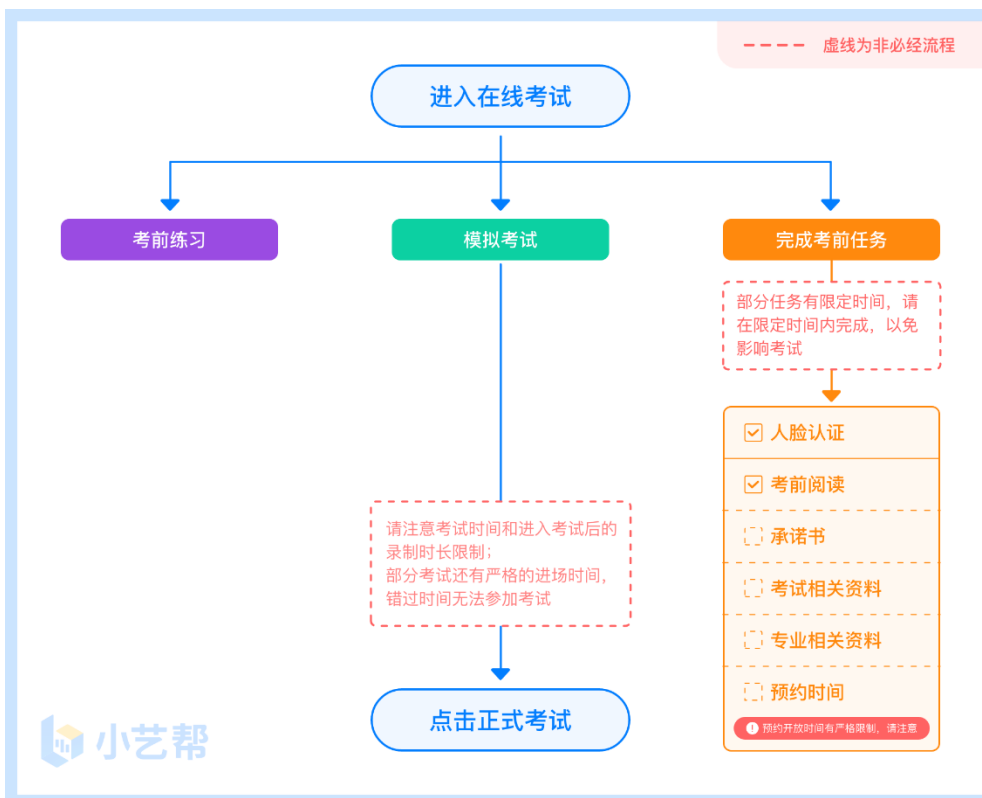 虚线为非必经流程
进入在线考试
考前练习
模拟考试
完成考前任务
部分任务有限定时间，请
在限定时间内完成，以免
影响考试
人脸认证
考前阅读
承诺书
考试相关资料
专业相关资料
预约时间
预约开放时间有严格限制，请注意
请注意考试时间和进入考试后的
录制时长限制；
部分考试还有严格的进场时间，
错过时间无法参加考试
点击正式考试
小艺帮